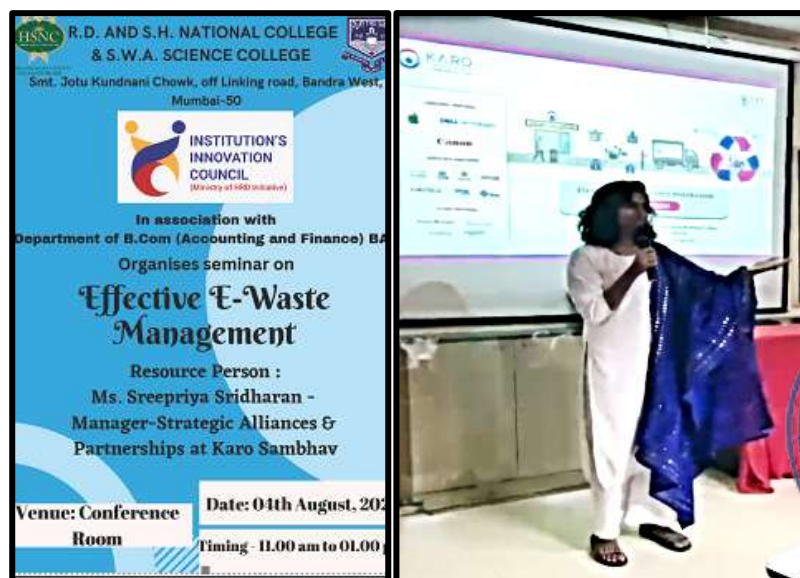 HSNC
R.D. AND S.H. NATIONAL COLLEGE
& S.W.A. SCIENCE COLLEGE
Smt. Jotu Kundnani Chowk, off Linking road, Bandra West,
Mumbai-50
INSTITUTION'S
INNOVATION
COUNCIL
(Ministry of HRD Initiative)
In association with
Department of B.Com (Accounting and Finance) BA
Organises seminar on
Effective E-Waste
Management
Resource Person :
Ms. Sreepriya Sridharan -
Manager-Strategic Alliances &
Partnerships at Karo Sambhav
Venue: Conference
Room
Date: 04th August, 202
Timing - 11.00 am to 01.00 p
KARO
DELL
Canon